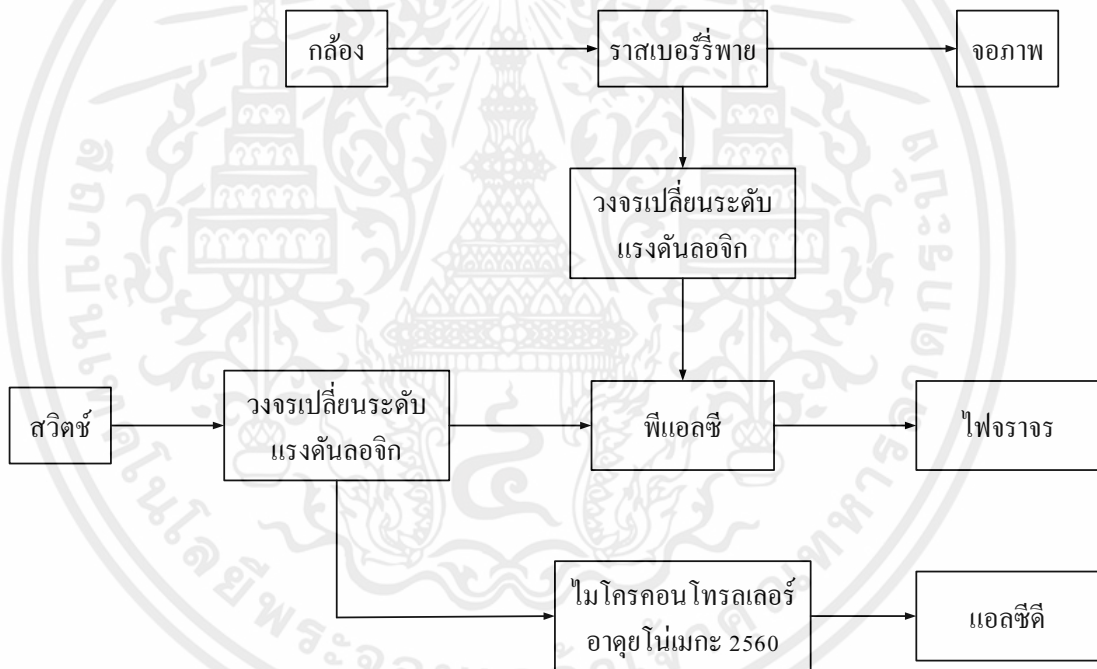 กล้อง
ราสเบอร์รี่พาย
จอภาพ
วงจรเปลี่ยนระดับ
แรงดันลอจิก
สวิตช์
วงจรเปลี่ยนระดับ
แรงดันลอจิก
พีแอลซี
ไฟจราจร
ไมโครคอนโทรลเลอร์
อาดุยโน่เมกะ 2560
แอลซีดี